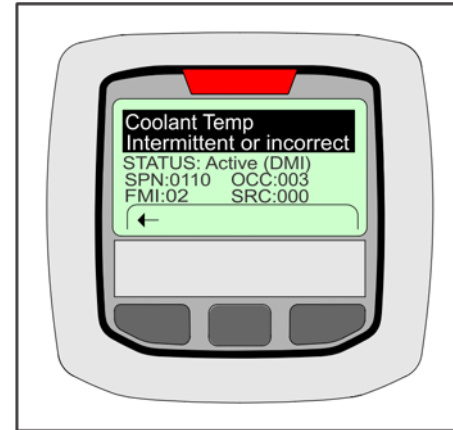 Coolant Temp
Intermittent or incorrect
STATUS: Active (DMI)
SPN:0110 OCC:003
FMI:02 SRC:000